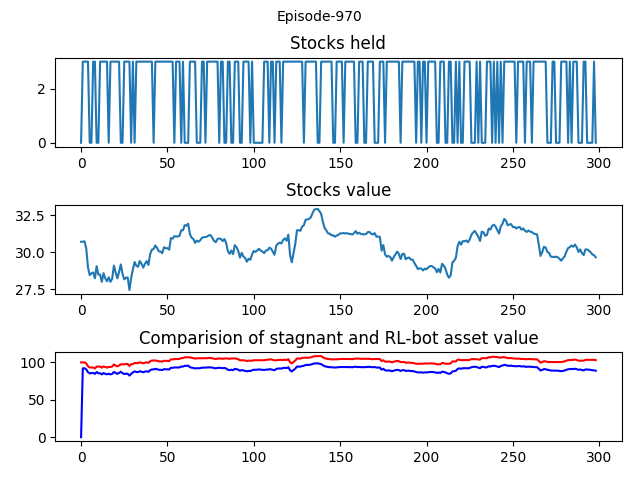 Episode-970
Stocks held
2
0
0 50 100 150 200 250 300
Stocks value
32.5
30.0
27.5
0 50 100 150 200 250 300
Comparision of stagnant and RL-bot asset value
100
50
0
0 50 100 150 200 250 300